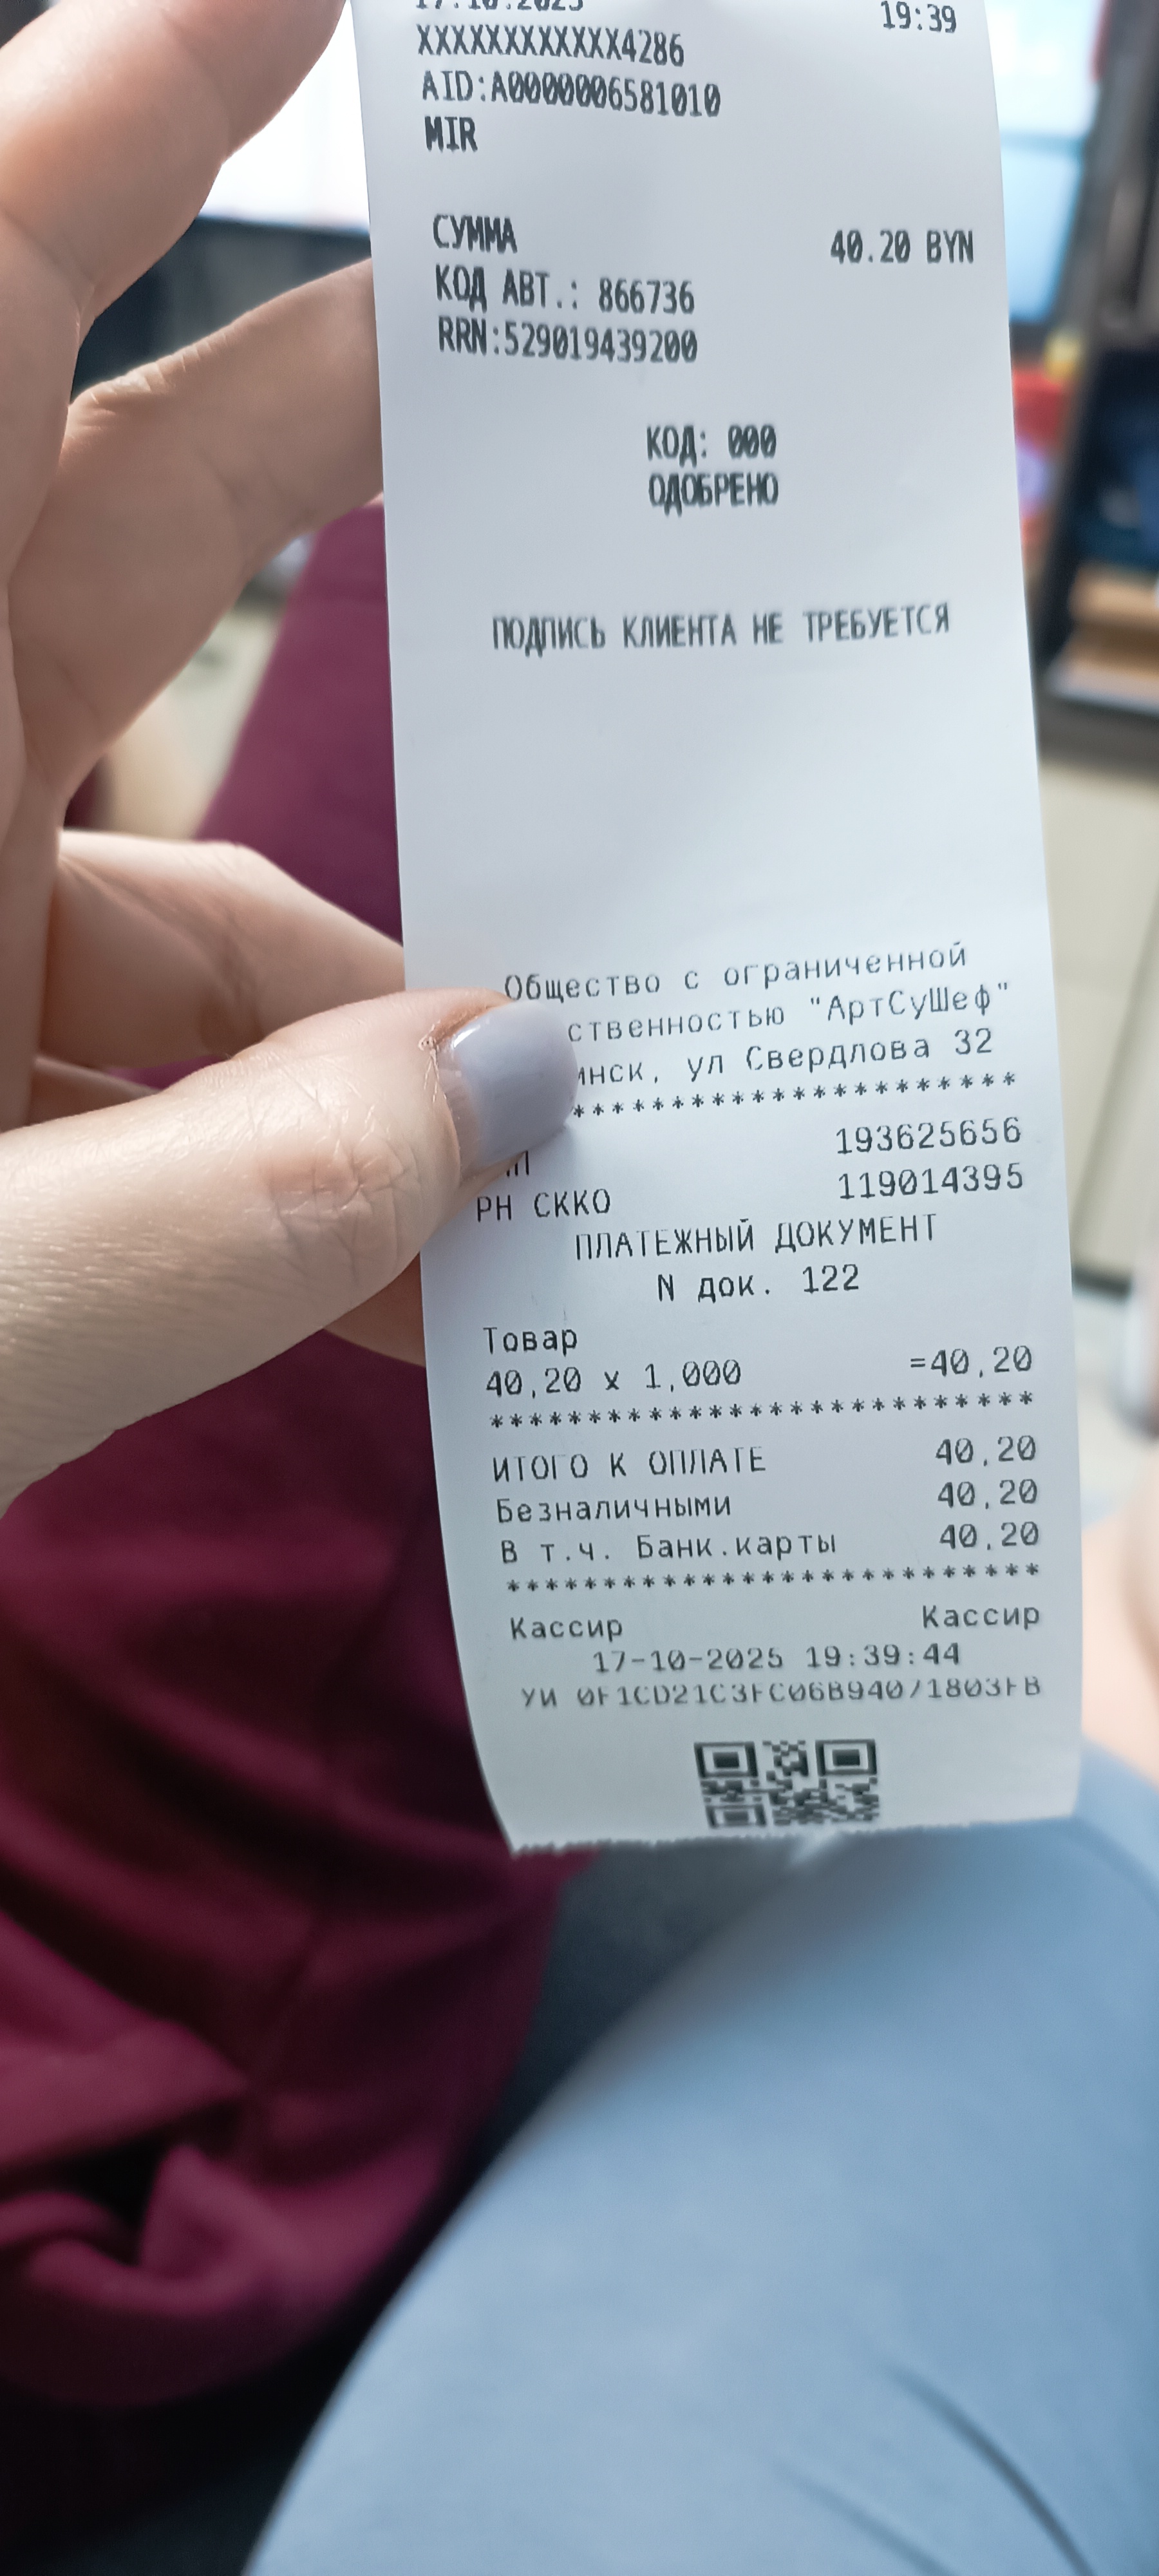 17.10.2025 19:39
XXXXXXXXXXXX4286
AID:A0000006581010
MIR
СУММА 40.20 BYN
КОД АВТ.: 866736
RRN:529019439200
КОД: 000
ОДОБРЕНО
ПОДПИСЬ КЛИЕНТА НЕ ТРЕБУЕТСЯ
Общество с ограниченной
ственностью "АртСуШеф"
инск, ул Свердлова 32
***********************
193625656
РН СККО 119014395
ПЛАТЕЖНЫЙ ДОКУМЕНТ
N док. 122
Товар
40,20 x 1,000 =40,20
***************************
ИТОГО К ОПЛАТЕ 40,20
Безналичными 40,20
В т.ч. Банк.карты 40,20
***************************
Кассир Кассир
17-10-2025 19:39:44
УИ 0F1CD21C3FC06B94071803FB